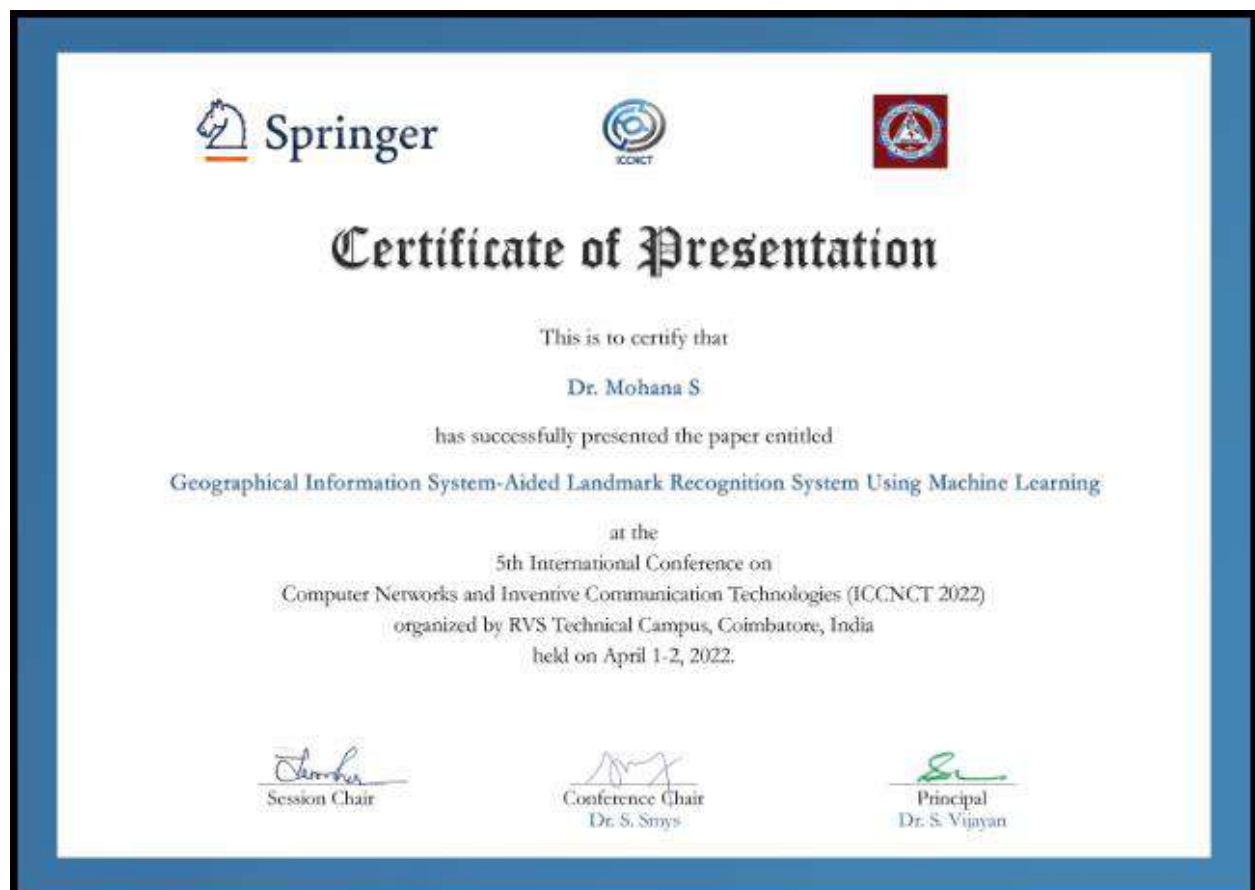 Springer
ICCNCT
Certificate of Presentation
This is to certify that
Dr. Mohana S
has successfully presented the paper entitled
Geographical Information System-Aided Landmark Recognition System Using Machine Learning
at the
5th International Conference on
Computer Networks and Inventive Communication Technologies (ICCNCT 2022)
organized by RVS Technical Campus, Coimbatore, India
held on April 1-2, 2022.
Session Chair
Conference Chair
Principal
Dr. S. Smys
Dr. S. Vijayan